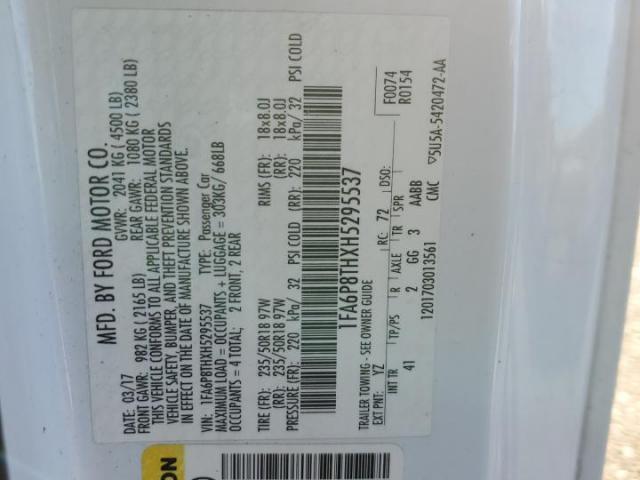 MFD. BY FORD MOTOR CO.
DATE: 03/17 GVWR: 2041 KG ( 4500 LB)
FRONT GAWR: 982 KG ( 2165 LB) REAR GAWR: 1080 KG ( 2380 LB)
THIS VEHICLE CONFORMS TO ALL APPLICABLE FEDERAL MOTOR
VEHICLE SAFETY, BUMPER, AND THEFT PREVENTION STANDARDS
IN EFFECT ON THE DATE OF MANUFACTURE SHOWN ABOVE.
VIN: 1FA6P8THXH5295537 TYPE: Passenger Car
MAXIMUM LOAD = OCCUPANTS + LUGGAGE = 303KG/ 668LB
OCCUPANTS = 4 TOTAL; 2 FRONT, 2 REAR
TIRE (FR): 235/50R18 97W RIMS (FR): 18x8.0J
(RR): 235/50R18 97W (RR): 18x8.0J
PRESSURE (FR): 220 kPa/ 32 PSI COLD (RR): 220 kPa/ 32 PSI COLD
1FA6P8THXH5295537
TRAILER TOWING - SEE OWNER GUIDE
F0074
R0154
EXT PNT: YZ RC: 72 DSO:
INT TR TP/PS R AXLE TR SPR
41 2 GG 3 AABB
1201703013561 CMC
▽5U5A-5420472-AA
ON